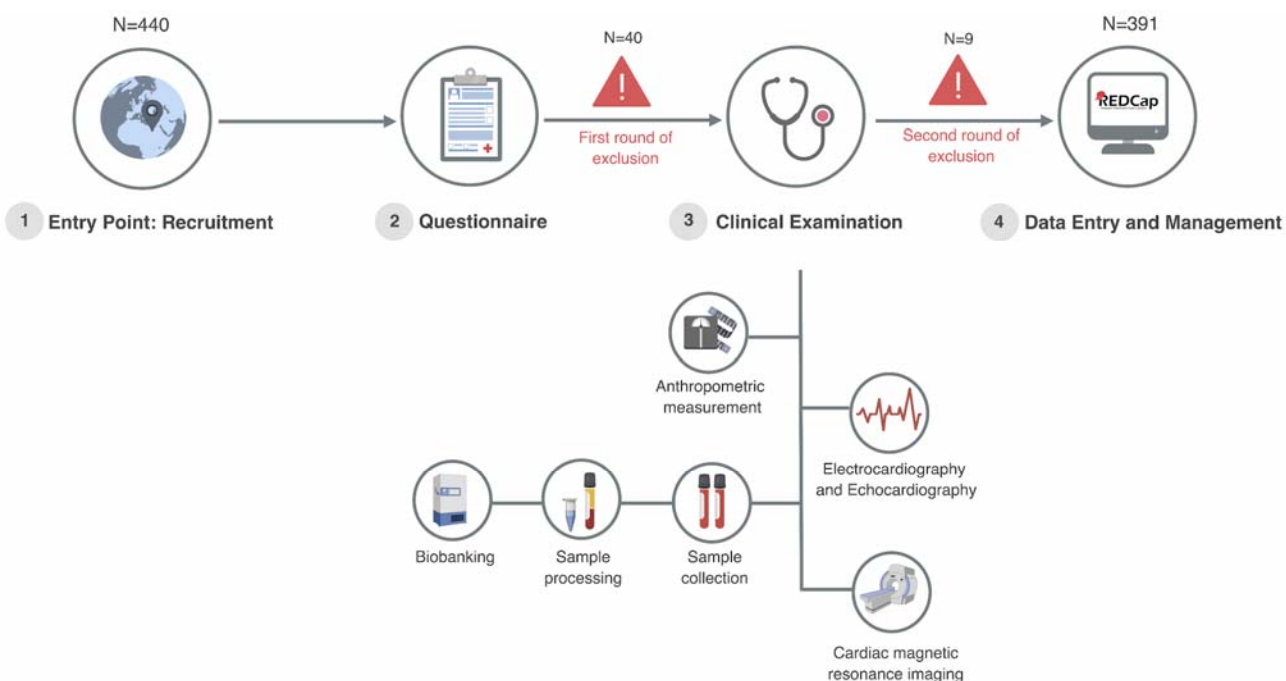 N=440
N=40
N=9
N=391
REDCap
First round of
exclusion
Second round of
exclusion
1 Entry Point: Recruitment
2 Questionnaire
3 Clinical Examination
4 Data Entry and Management
Anthropometric
measurement
Electrocardiography
and Echocardiography
Biobanking
Sample
processing
Sample
collection
Cardiac magnetic
resonance imaging